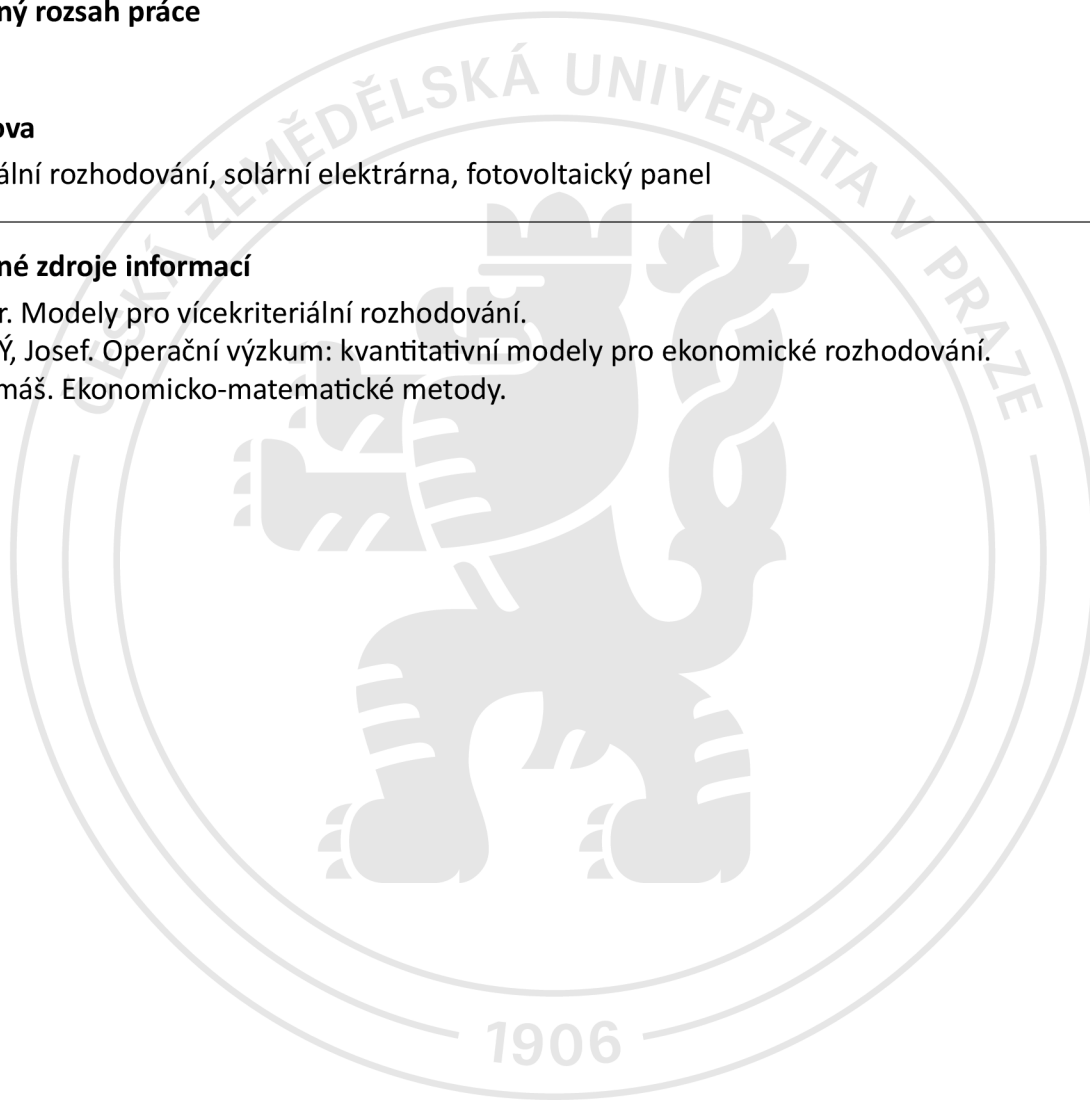 ný rozsah práce
ova
ální rozhodování, solární elektrárna, fotovoltaický panel
né zdroje informací
r. Modely pro vícekriteriální rozhodování.
Ý, Josef. Operační výzkum: kvantitativní modely pro ekonomické rozhodování.
máš. Ekonomicko-matematické metody.
ČESKÁ ZEMĚDĚLSKÁ UNIVERZITA V PRAZE
1906